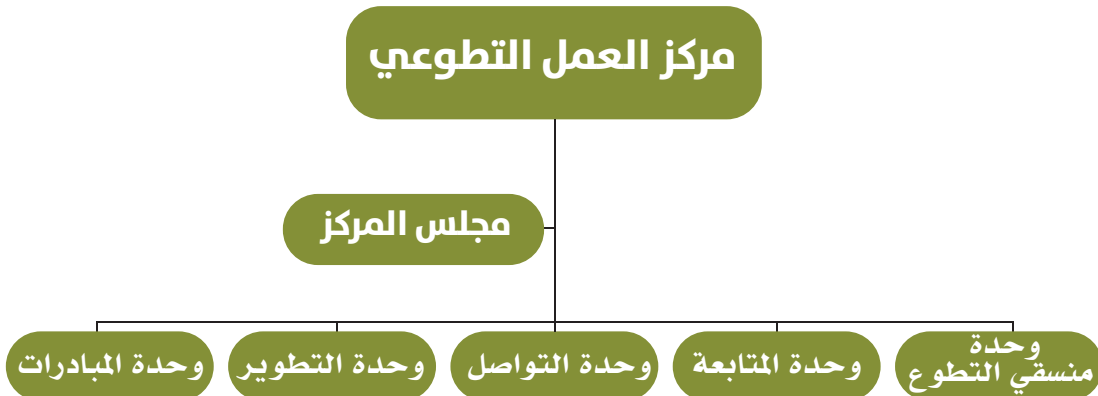 مركز العمل التطوعي
مجلس المركز
وحدة
منسقي التطوع
وحدة المتابعة
وحدة التواصل
وحدة التطوير
وحدة المبادرات